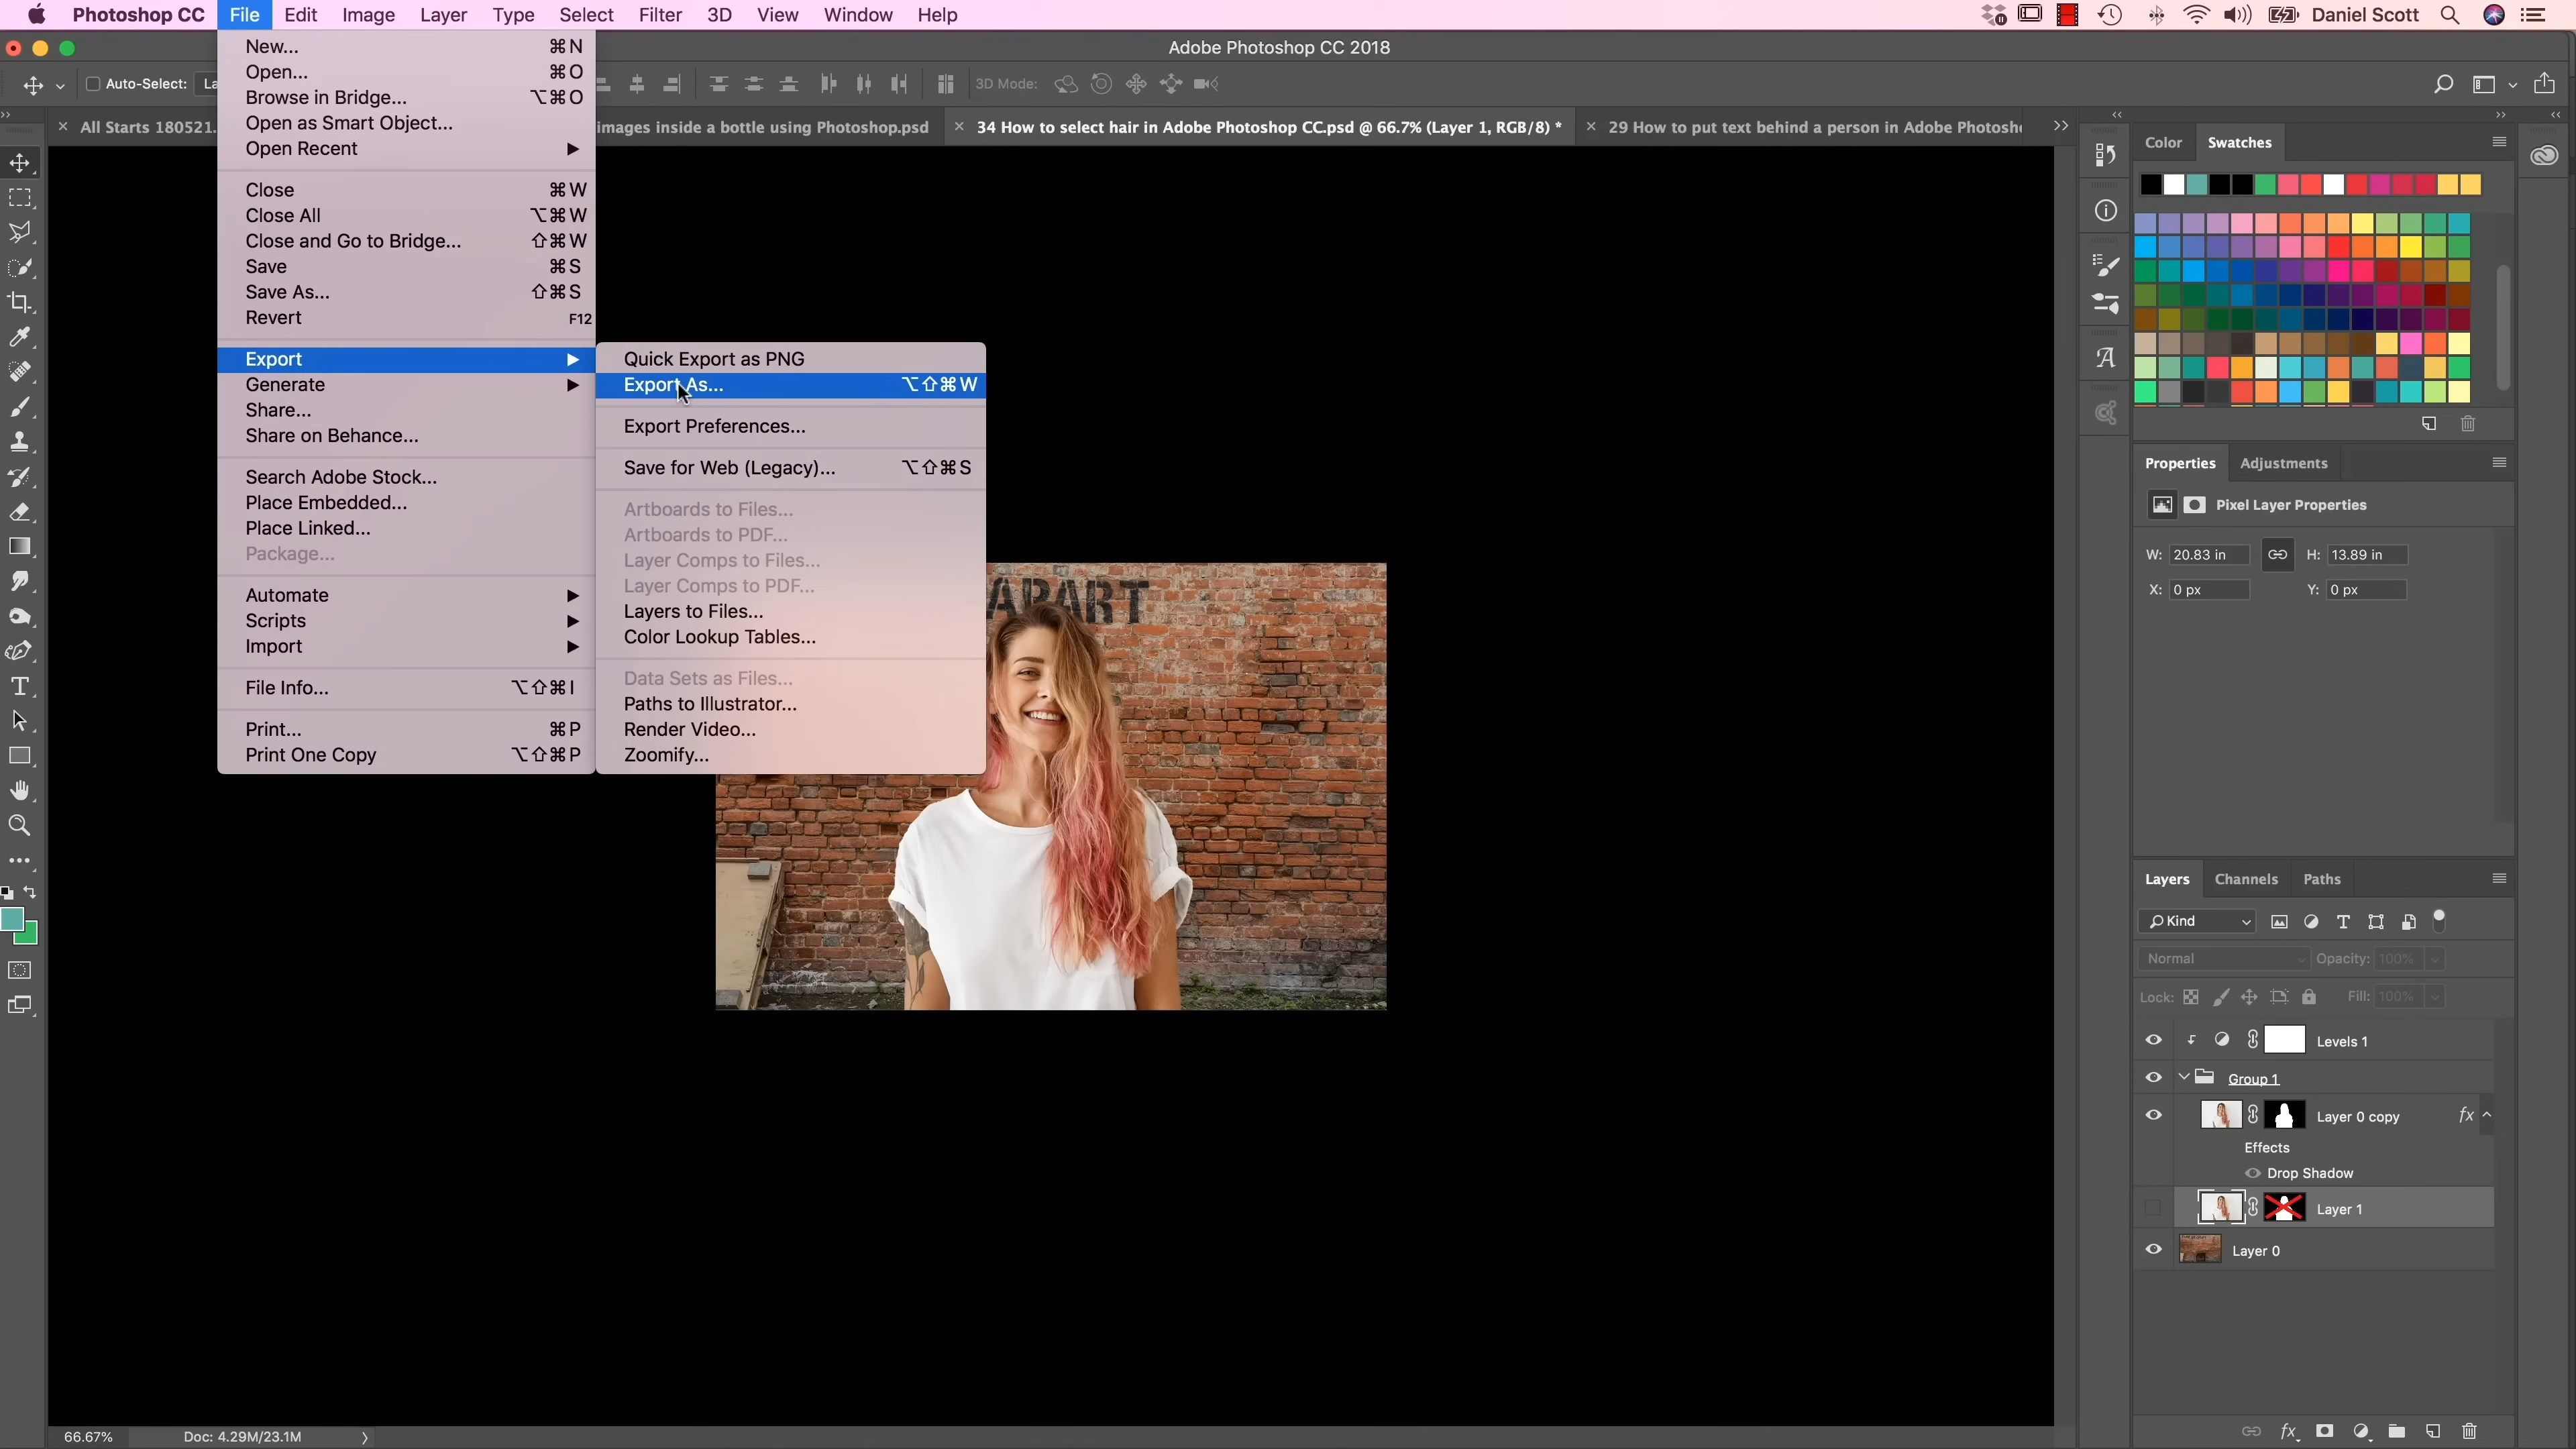 Photoshop CC File Edit Image Layer Type Select Filter 3D View Window Help Daniel Scott
Adobe Photoshop CC 2018
Auto-Select: La 3D Mode:
× All Starts 180521. images inside a bottle using Photoshop.psd × 34 How to select hair in Adobe Photoshop CC.psd @ 66.7% (Layer 1, RGB/8) * × 29 How to put text behind a person in Adobe Photosh
New... ⌘N
Open... ⌘O
Browse in Bridge... ⌥⌘O
Open as Smart Object...
Open Recent ▶
Close ⌘W
Close All ⌥⌘W
Close and Go to Bridge... ⇧⌘W
Save ⌘S
Save As... ⇧⌘S
Revert F12
Export ▶
Generate ▶
Share...
Share on Behance...
Search Adobe Stock...
Place Embedded...
Place Linked...
Package...
Automate ▶
Scripts ▶
Import ▶
File Info... ⌥⇧⌘I
Print... ⌘P
Print One Copy ⌥⇧⌘P
Quick Export as PNG
Export As... ⌥⇧⌘W
Export Preferences...
Save for Web (Legacy)... ⌥⇧⌘S
Artboards to Files...
Artboards to PDF...
Layer Comps to Files...
Layer Comps to PDF...
Layers to Files...
Color Lookup Tables...
Data Sets as Files...
Paths to Illustrator...
Render Video...
Zoomify...
APART
Color Swatches
Properties Adjustments
Pixel Layer Properties
W: 20.83 in H: 13.89 in
X: 0 px Y: 0 px
Layers Channels Paths
Kind
Normal Opacity: 100%
Lock: Fill: 100%
Levels 1
Group 1
Layer 0 copy fx
Effects
Drop Shadow
Layer 1
Layer 0
fx
66.67% Doc: 4.29M/23.1M